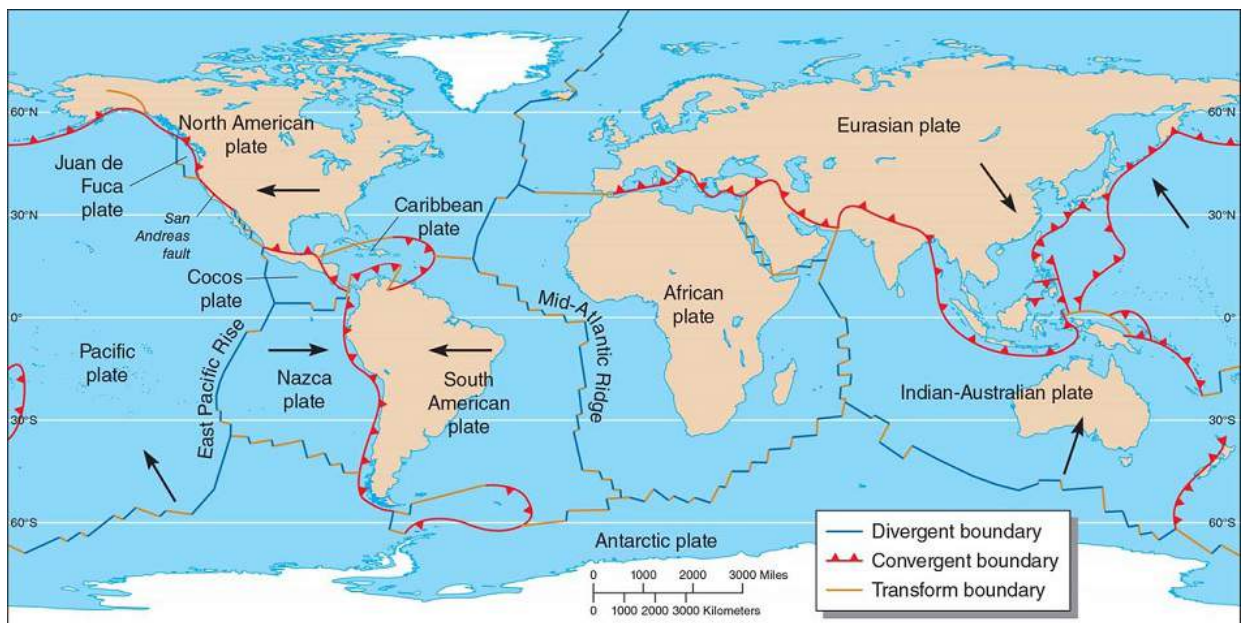 60°N
North American
plate
Eurasian plate
60°N
Juan de
Fuca
plate
San
Andreas
fault
30°N
Caribbean
plate
30°N
Cocos
plate
Mid-Atlantic Ridge
African
plate
0°
0°
Pacific
plate
East Pacific Rise
Nazca
plate
South
American
plate
Indian-Australian plate
30°S
30°S
60°S
60°S
Antarctic plate
0 1000 2000 3000 Miles
0 1000 2000 3000 Kilometers
Divergent boundary
Convergent boundary
Transform boundary